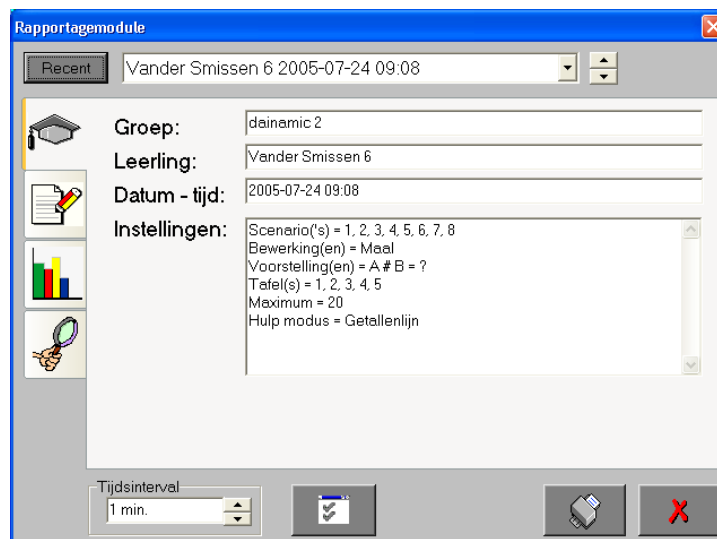 Rapportagemodule
Recent
Vander Smissen 6 2005-07-24 09:08
Groep:
dainamic 2
Leerling:
Vander Smissen 6
Datum - tijd:
2005-07-24 09:08
Instellingen:
Scenario('s) = 1, 2, 3, 4, 5, 6, 7, 8
Bewerking(en) = Maal
Voorstelling(en) = A # B = ?
Tafel(s) = 1, 2, 3, 4, 5
Maximum = 20
Hulp modus = Getallenlijn
Tijdsinterval
1 min.